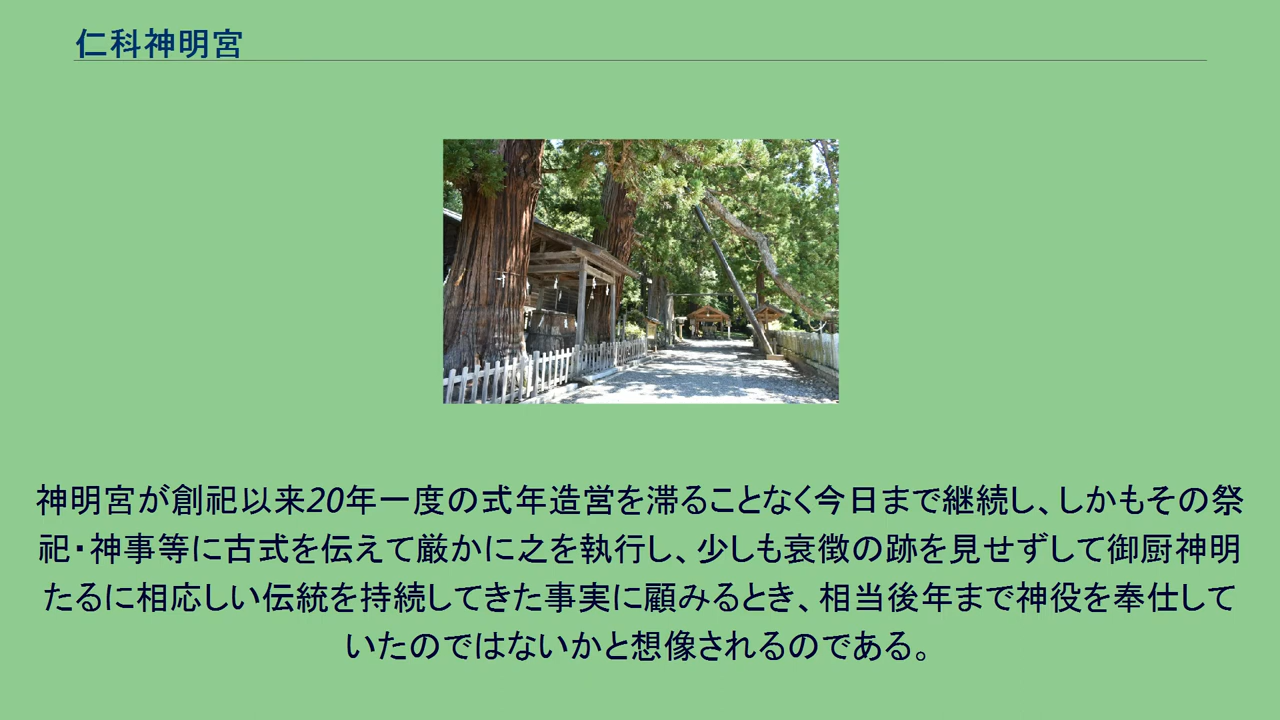 仁科神明宮
神明宮が創祀以来20年一度の式年造営を滞ることなく今日まで継続し、しかもその祭
祀・神事等に古式を伝えて厳かに之を執行し、少しも衰徴の跡を見せずして御厨神明
たるに相応しい伝統を持続してきた事実に顧みるとき、相当後年まで神役を奉仕して
いたのではないかと想像されるのである。